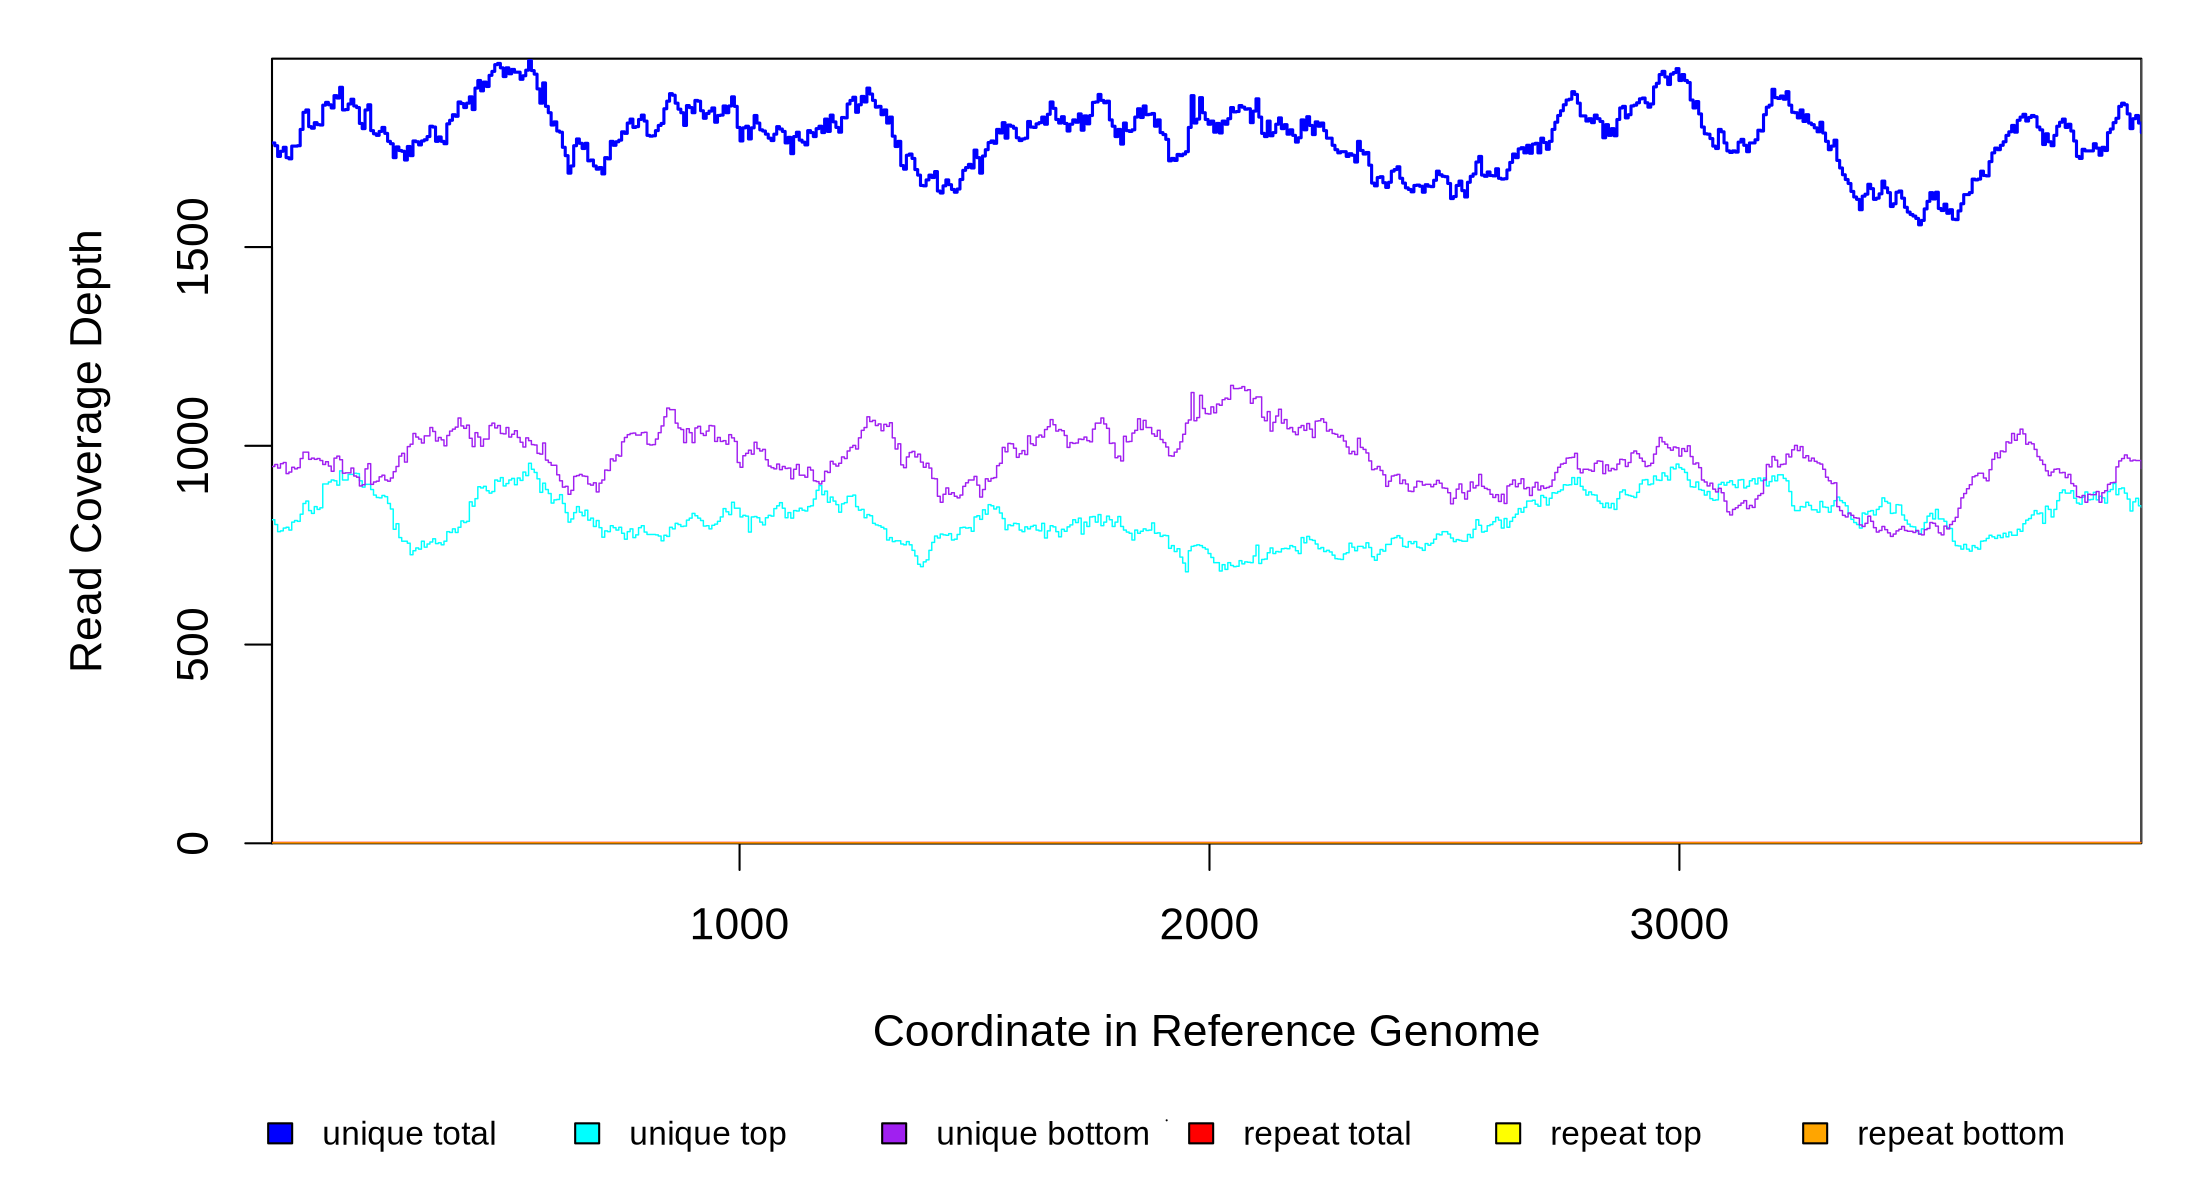 Read Coverage Depth
1500
1000
500
0
1000 2000 3000
Coordinate in Reference Genome
unique total unique top unique bottom repeat total repeat top repeat bottom